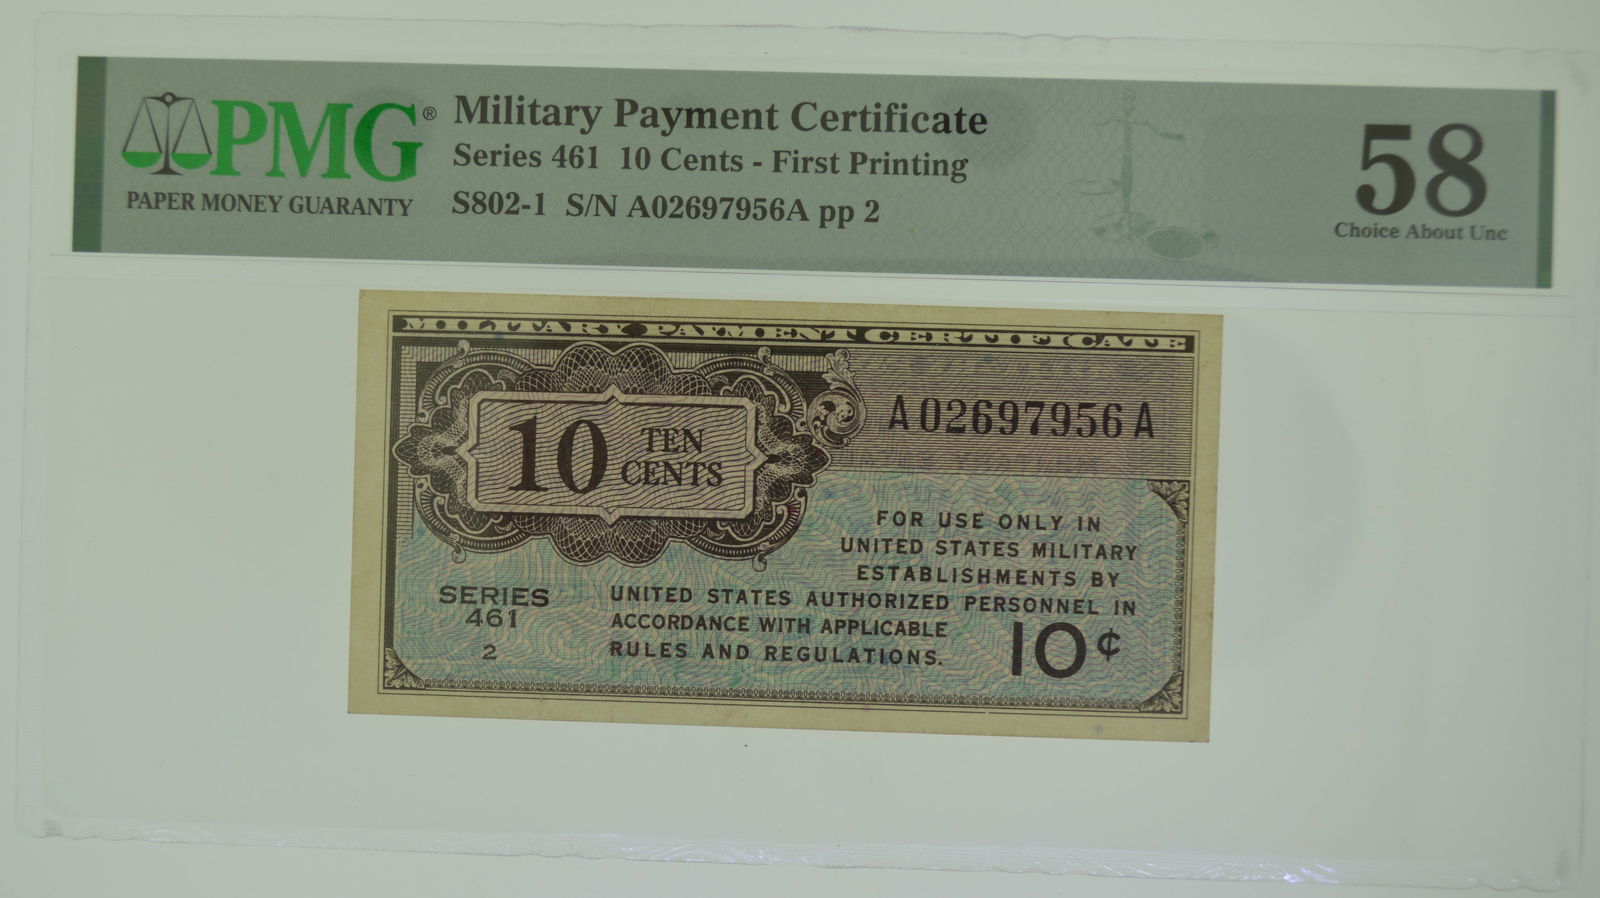 PMG®
PAPER MONEY GUARANTY
Military Payment Certificate
Series 461 10 Cents - First Printing
S802-1 S/N A02697956A pp 2
58
Choice About Unc
MILITARY PAYMENT CERTIFICATE
10 TEN CENTS
A02697956A
FOR USE ONLY IN
UNITED STATES MILITARY
ESTABLISHMENTS BY
UNITED STATES AUTHORIZED PERSONNEL IN
ACCORDANCE WITH APPLICABLE
RULES AND REGULATIONS.
SERIES
461
2
10¢